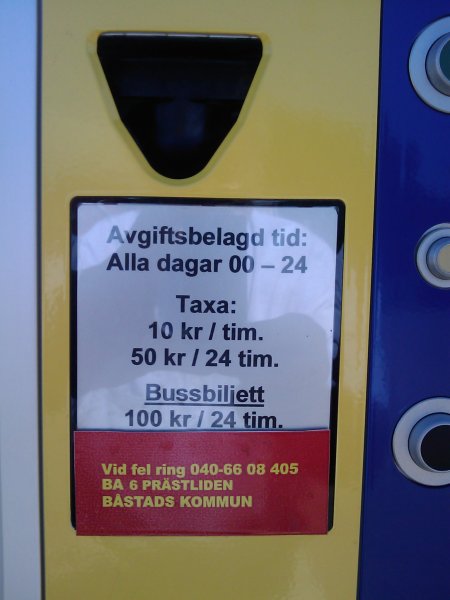 Avgiftsbelagd tid:
Alla dagar 00 – 24
Taxa:
10 kr / tim.
50 kr / 24 tim.
Bussbiljett
100 kr / 24 tim.
Vid fel ring 040-66 08 405
BA 6 PRÄSTLIDEN
BÅSTADS KOMMUN